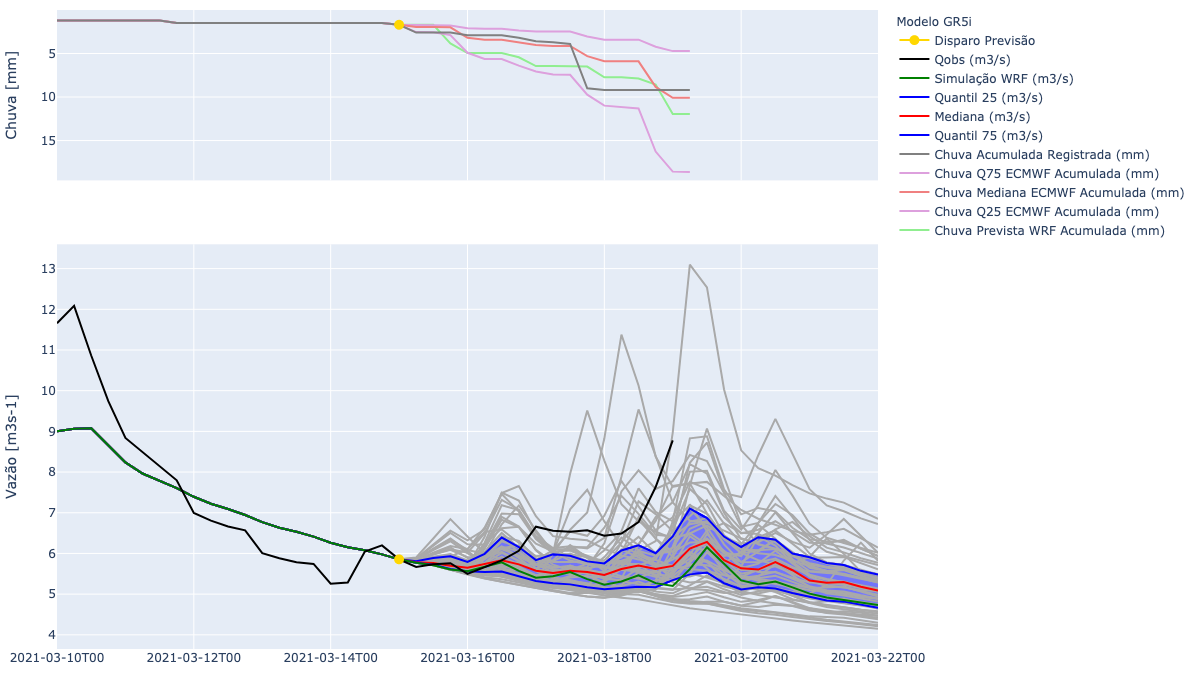 Modelo GR5i
Disparo Previsão
Qobs (m3/s)
Simulação WRF (m3/s)
Quantil 25 (m3/s)
Mediana (m3/s)
Quantil 75 (m3/s)
Chuva Acumulada Registrada (mm)
Chuva Q75 ECMWF Acumulada (mm)
Chuva Mediana ECMWF Acumulada (mm)
Chuva Q25 ECMWF Acumulada (mm)
Chuva Prevista WRF Acumulada (mm)
Chuva [mm]
5
10
15
Vazão [m3s-1]
13
12
11
10
9
8
7
6
5
4
2021-03-10T00 2021-03-12T00 2021-03-14T00 2021-03-16T00 2021-03-18T00 2021-03-20T00 2021-03-22T00